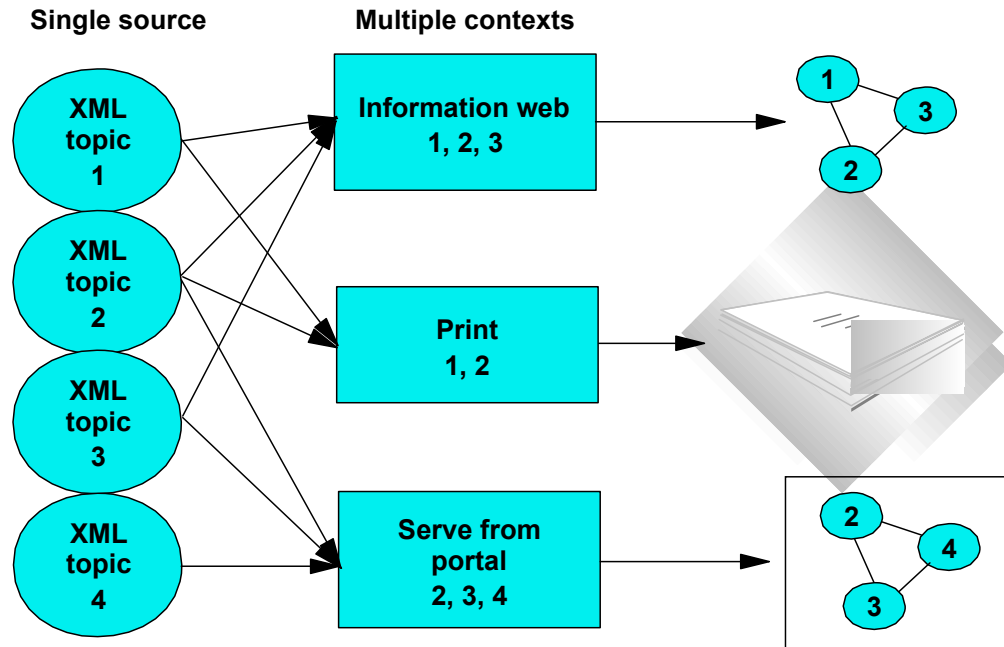 Single source
Multiple contexts
XML
topic
1
XML
topic
2
XML
topic
3
XML
topic
4
Information web
1, 2, 3
Print
1, 2
Serve from
portal
2, 3, 4
1
3
2
2
4
3